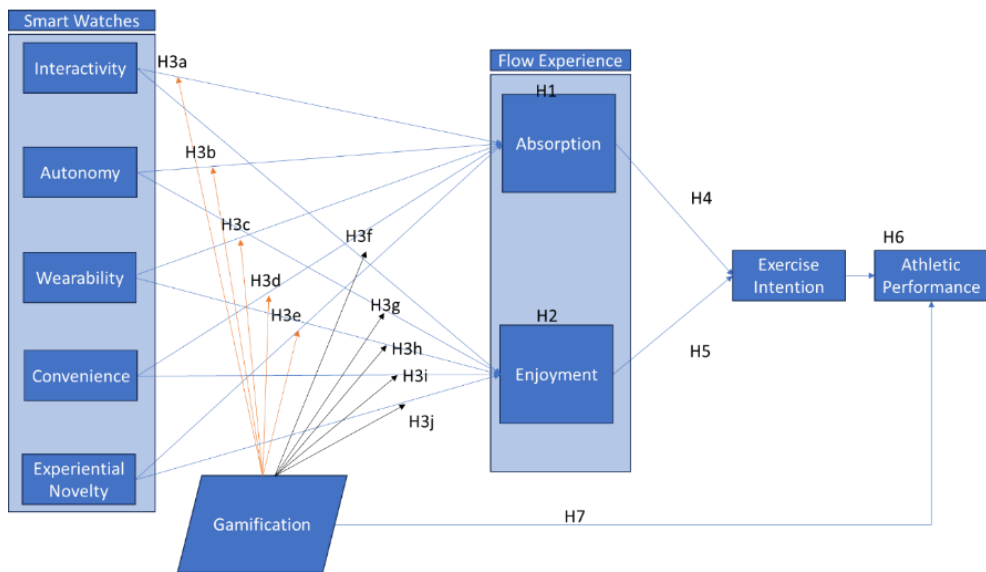 Smart Watches
Interactivity
Autonomy
Wearability
Convenience
Experiential
Novelty
H3a
H3b
H3c
H3d
H3e
H3f
H3g
H3h
H3i
H3j
Gamification
Flow Experience
H1
Absorption
H2
Enjoyment
H4
H5
Exercise
Intention
H6
Athletic
Performance
H7